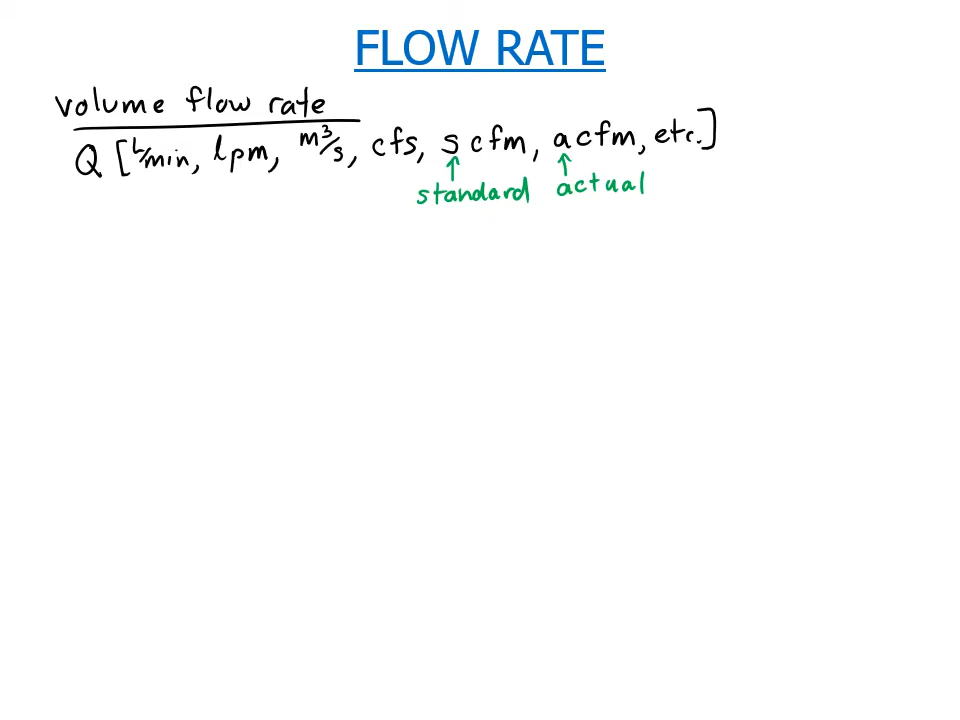 FLOW RATE
volume flow rate
Q [L/min, lpm, m³/s, cfs, scfm, acfm, etc.]
standard actual